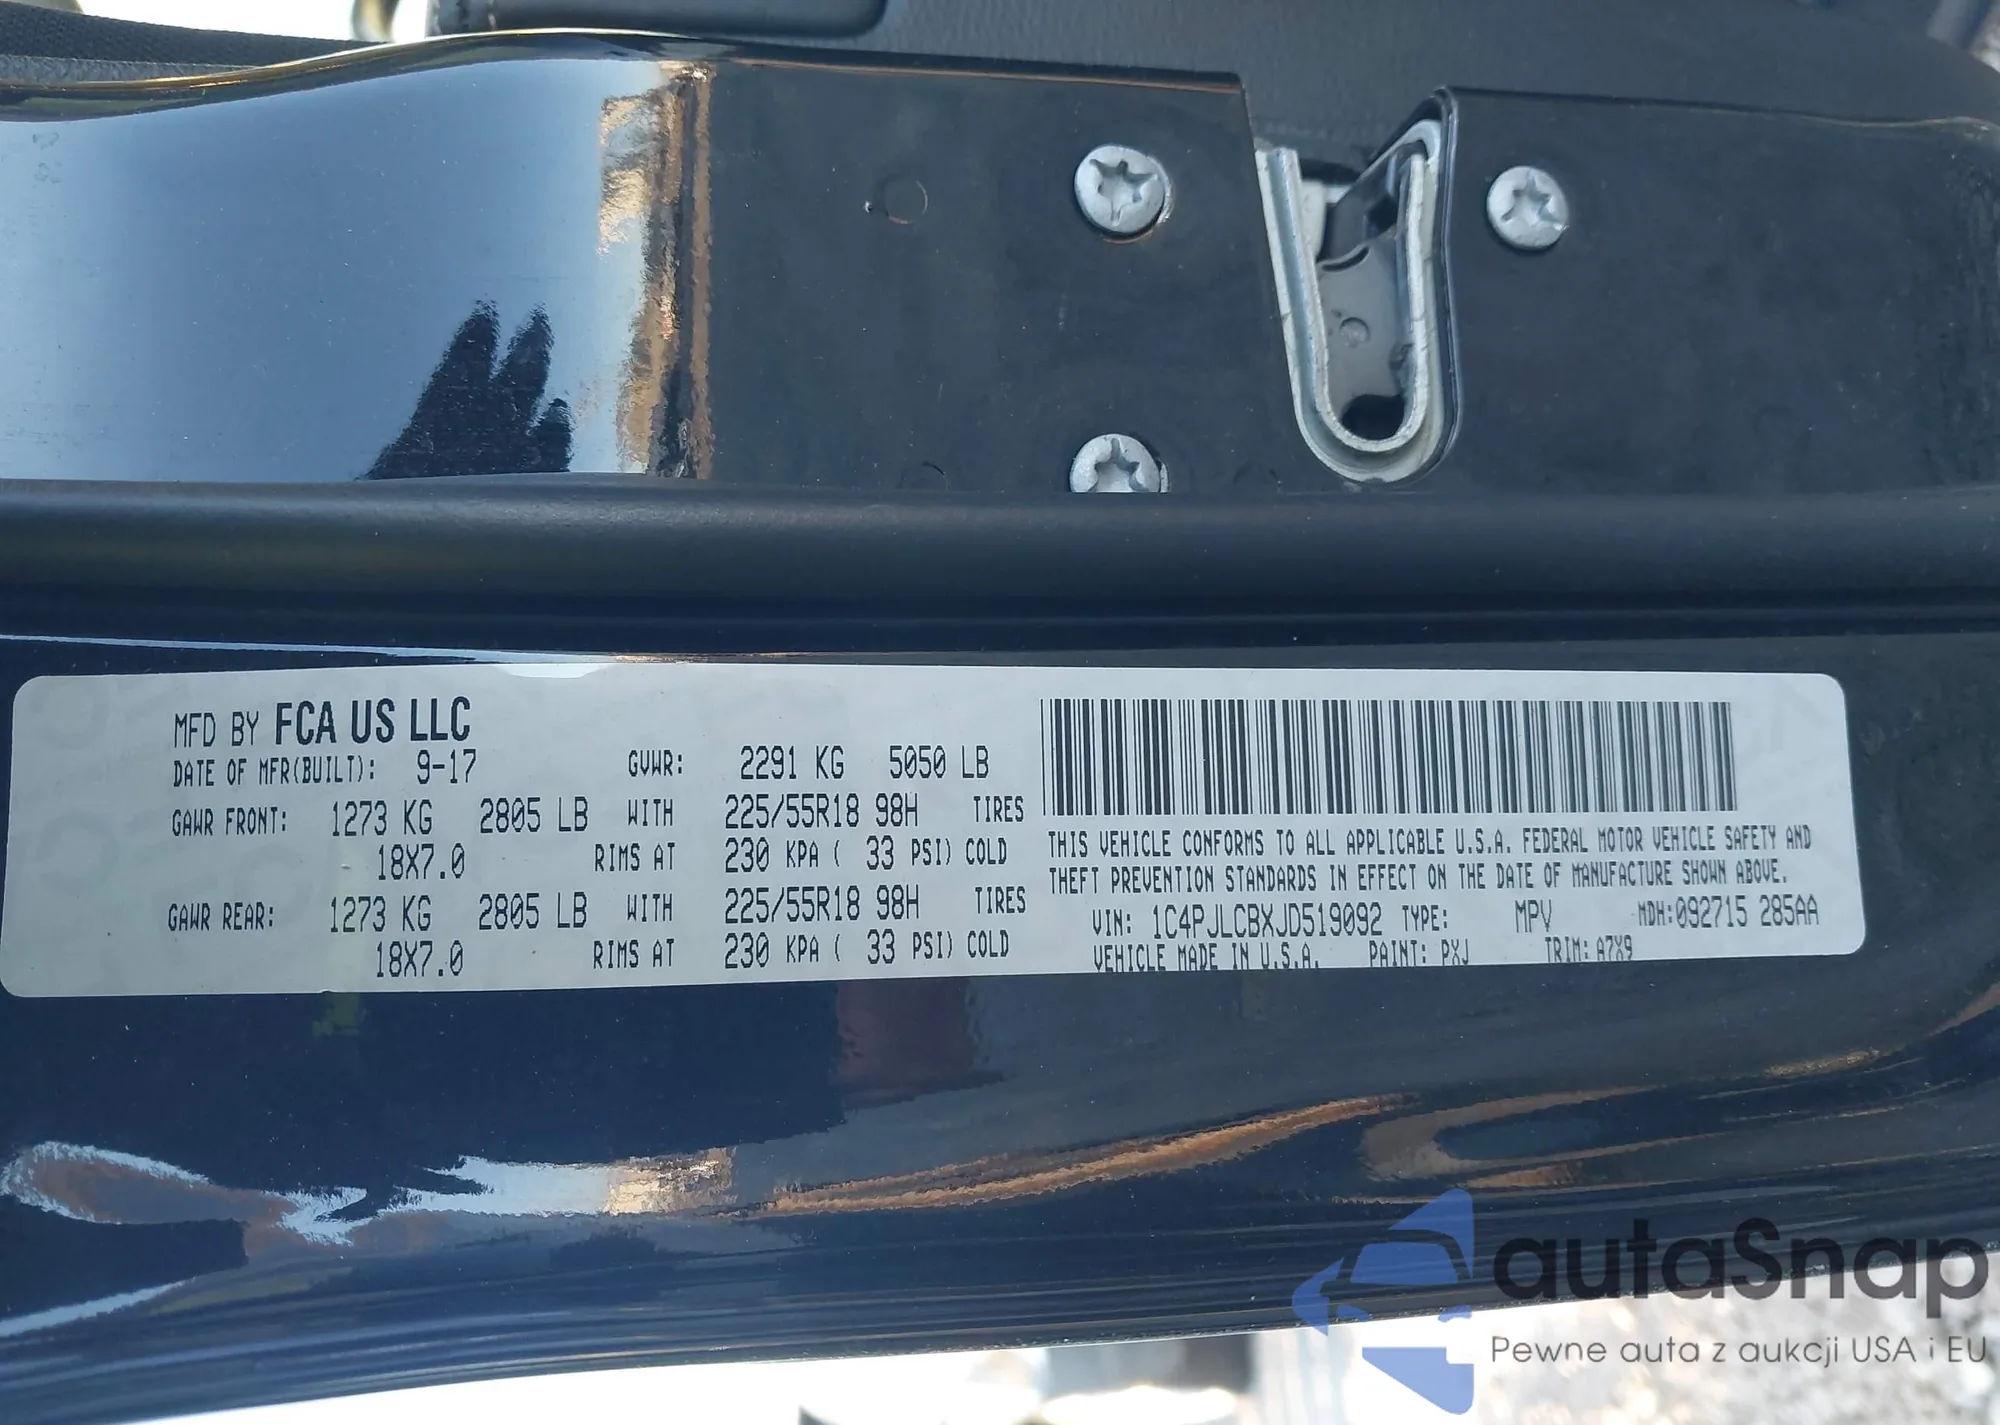 MFD BY FCA US LLC
DATE OF MFR(BUILT): 9-17 GVWR: 2291 KG 5050 LB
GAWR FRONT: 1273 KG 2805 LB WITH 225/55R18 98H TIRES
18X7.0 RIMS AT 230 KPA ( 33 PSI) COLD
GAWR REAR: 1273 KG 2805 LB WITH 225/55R18 98H TIRES
18X7.0 RIMS AT 230 KPA ( 33 PSI) COLD
THIS VEHICLE CONFORMS TO ALL APPLICABLE U.S.A. FEDERAL MOTOR VEHICLE SAFETY AND
THEFT PREVENTION STANDARDS IN EFFECT ON THE DATE OF MANUFACTURE SHOWN ABOVE.
VIN: 1C4PJLCBXJD519092 TYPE: MPV MDH:092715 285AA
VEHICLE MADE IN U.S.A. PAINT: PXJ TRIM: A7X9
autaSnap
Pewne auta z aukcji USA i EU